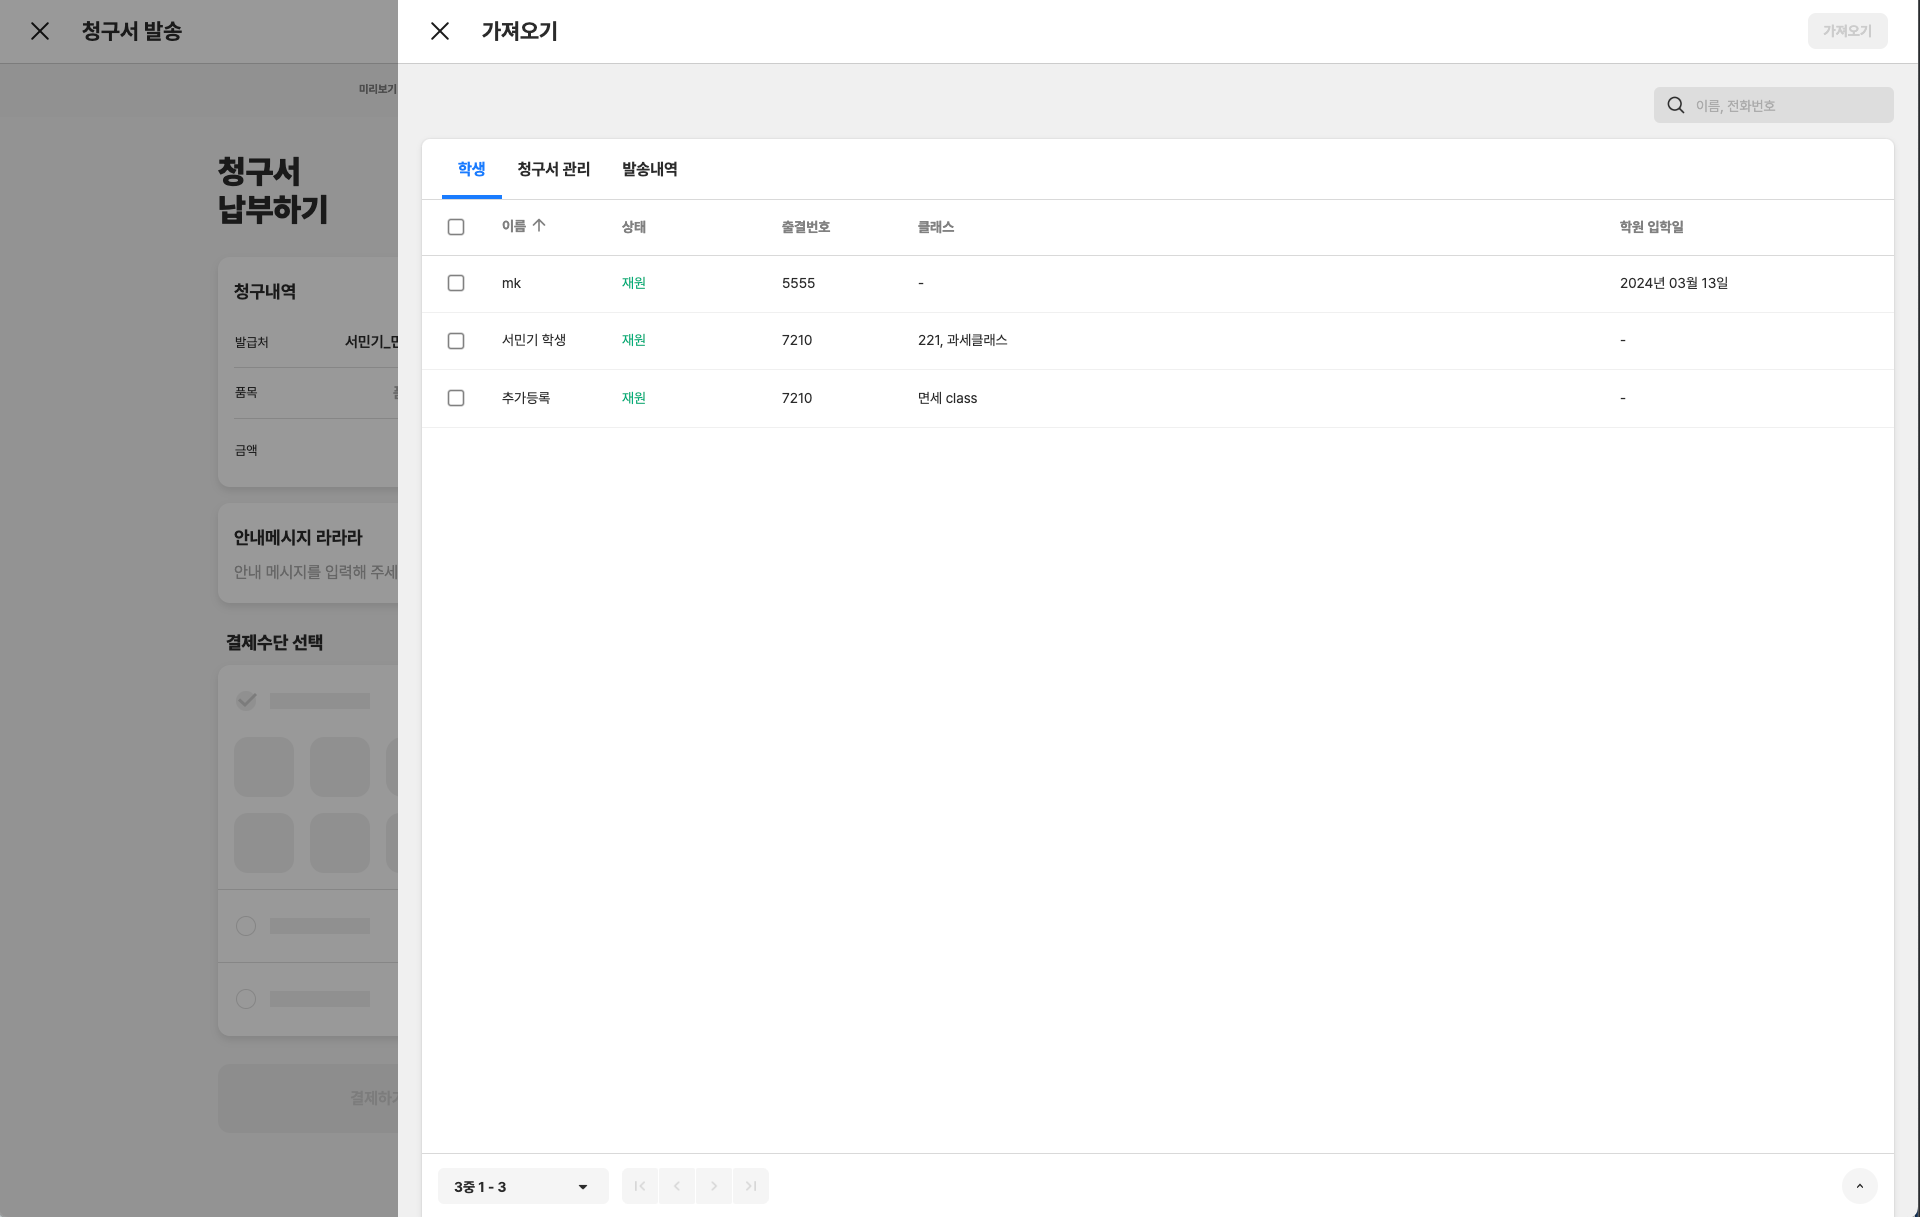 청구서 발송
미리보기
청구서
납부하기
청구내역
발급처 서민기_
품목
금액
안내메시지 라라라
안내 메시지를 입력해 주세
결제수단 선택
결제하
가져오기
가져오기
이름, 전화번호
학생 청구서 관리 발송내역
이름 상태 출결번호 클래스 학원 입학일
mk 재원 5555 - 2024년 03월 13일
서민기 학생 재원 7210 221, 과세클래스 -
추가등록 재원 7210 면세 class -
3중 1 - 3